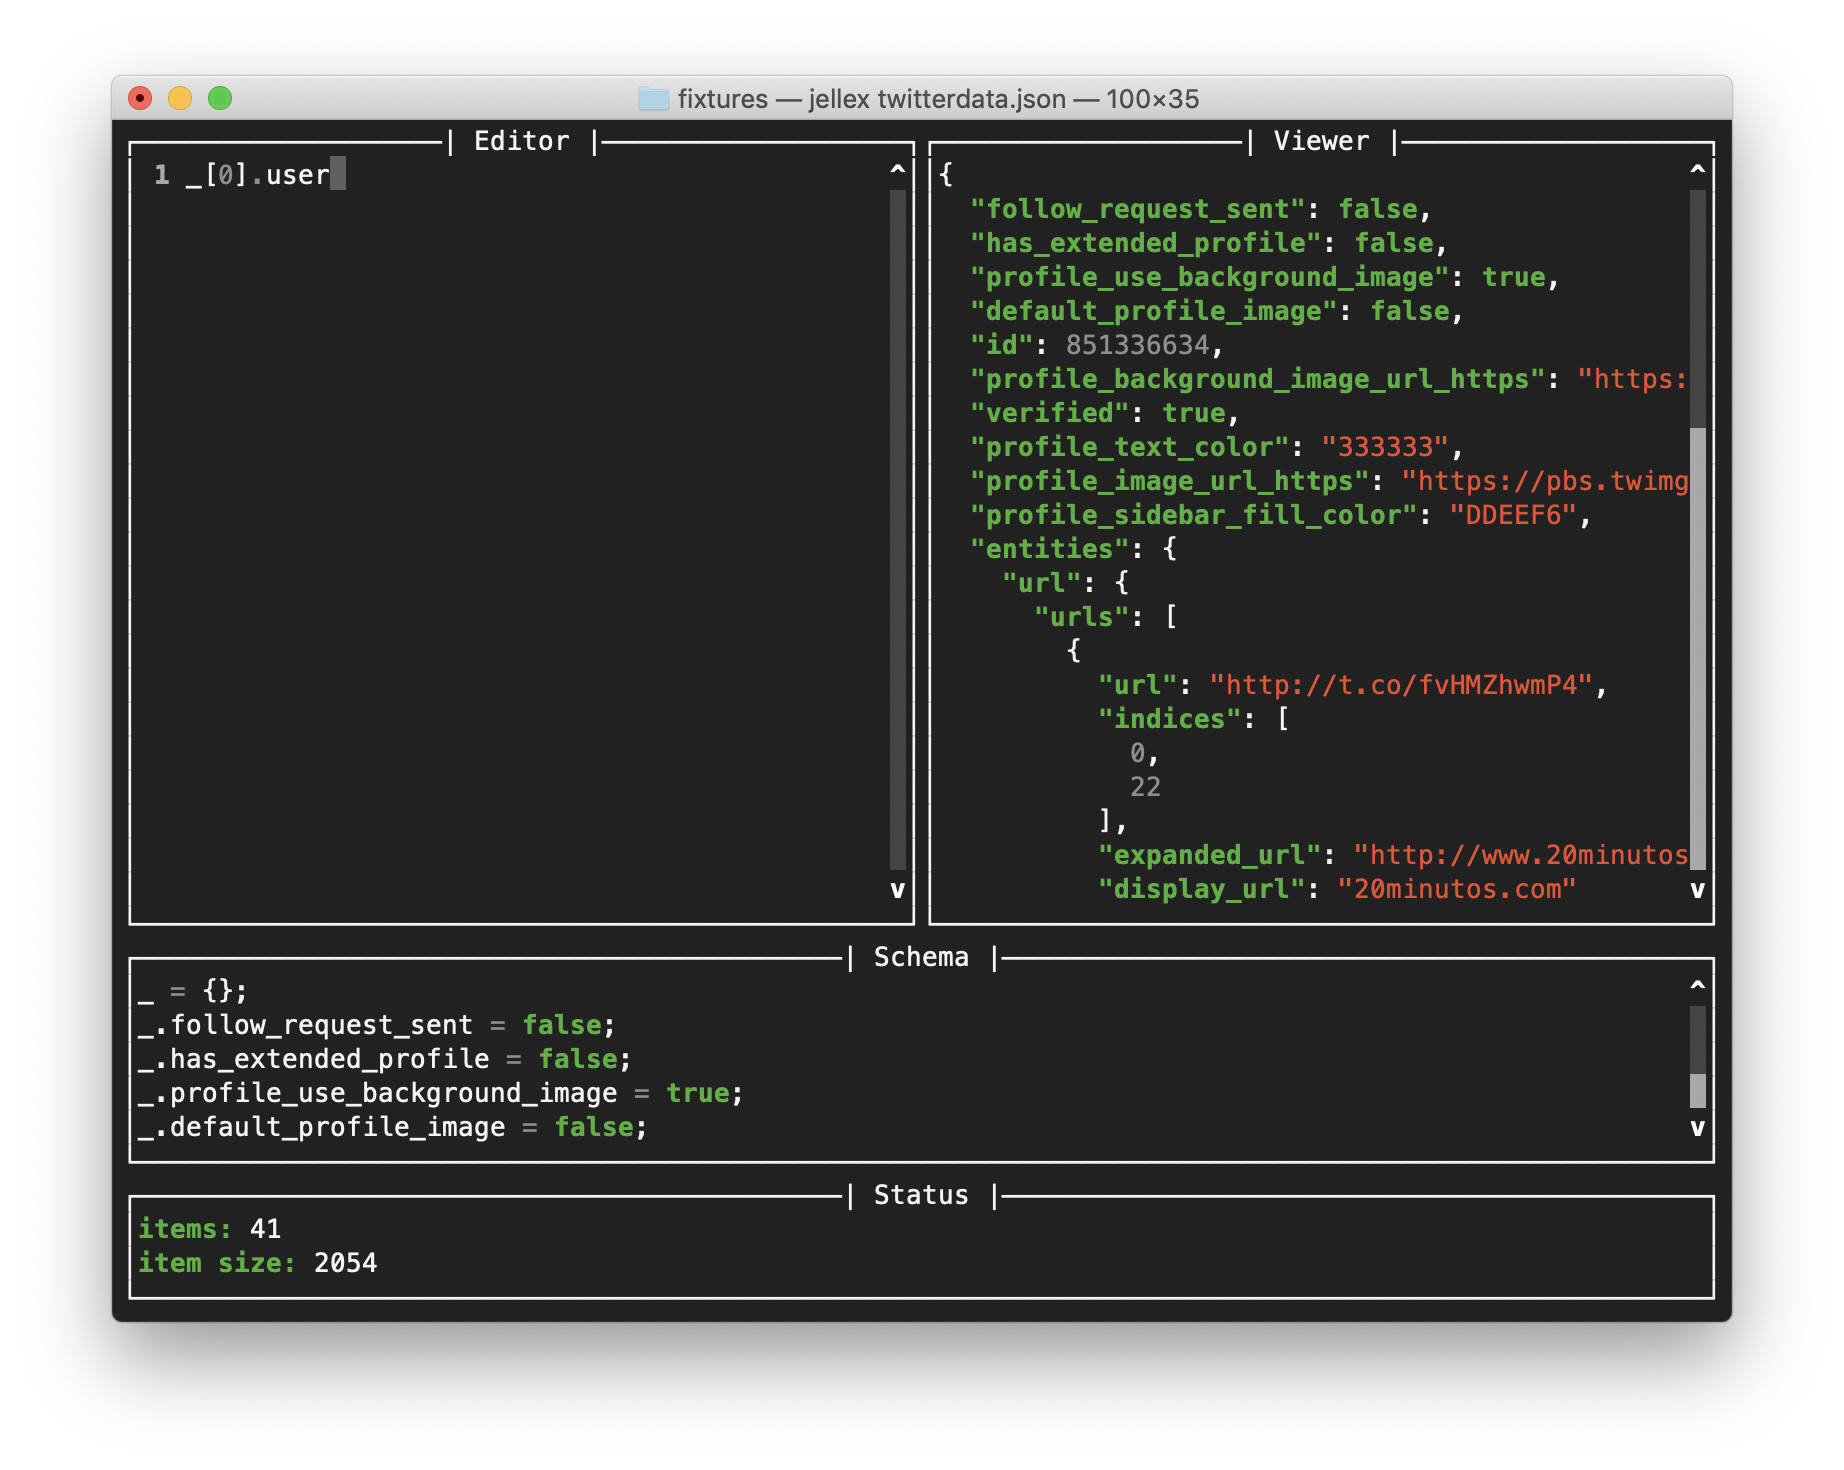 fixtures — jellex twitterdata.json — 100×35
| Editor |
1 _[0].user
^
v
| Viewer |
{
"follow_request_sent": false,
"has_extended_profile": false,
"profile_use_background_image": true,
"default_profile_image": false,
"id": 851336634,
"profile_background_image_url_https": "https:
"verified": true,
"profile_text_color": "333333",
"profile_image_url_https": "https://pbs.twimg
"profile_sidebar_fill_color": "DDEEF6",
"entities": {
"url": {
"urls": [
{
"url": "http://t.co/fvHMZhwmP4",
"indices": [
0,
22
],
"expanded_url": "http://www.20minutos
"display_url": "20minutos.com"
^
v
| Schema |
_ = {};
_.follow_request_sent = false;
_.has_extended_profile = false;
_.profile_use_background_image = true;
_.default_profile_image = false;
^
v
| Status |
items: 41
item size: 2054